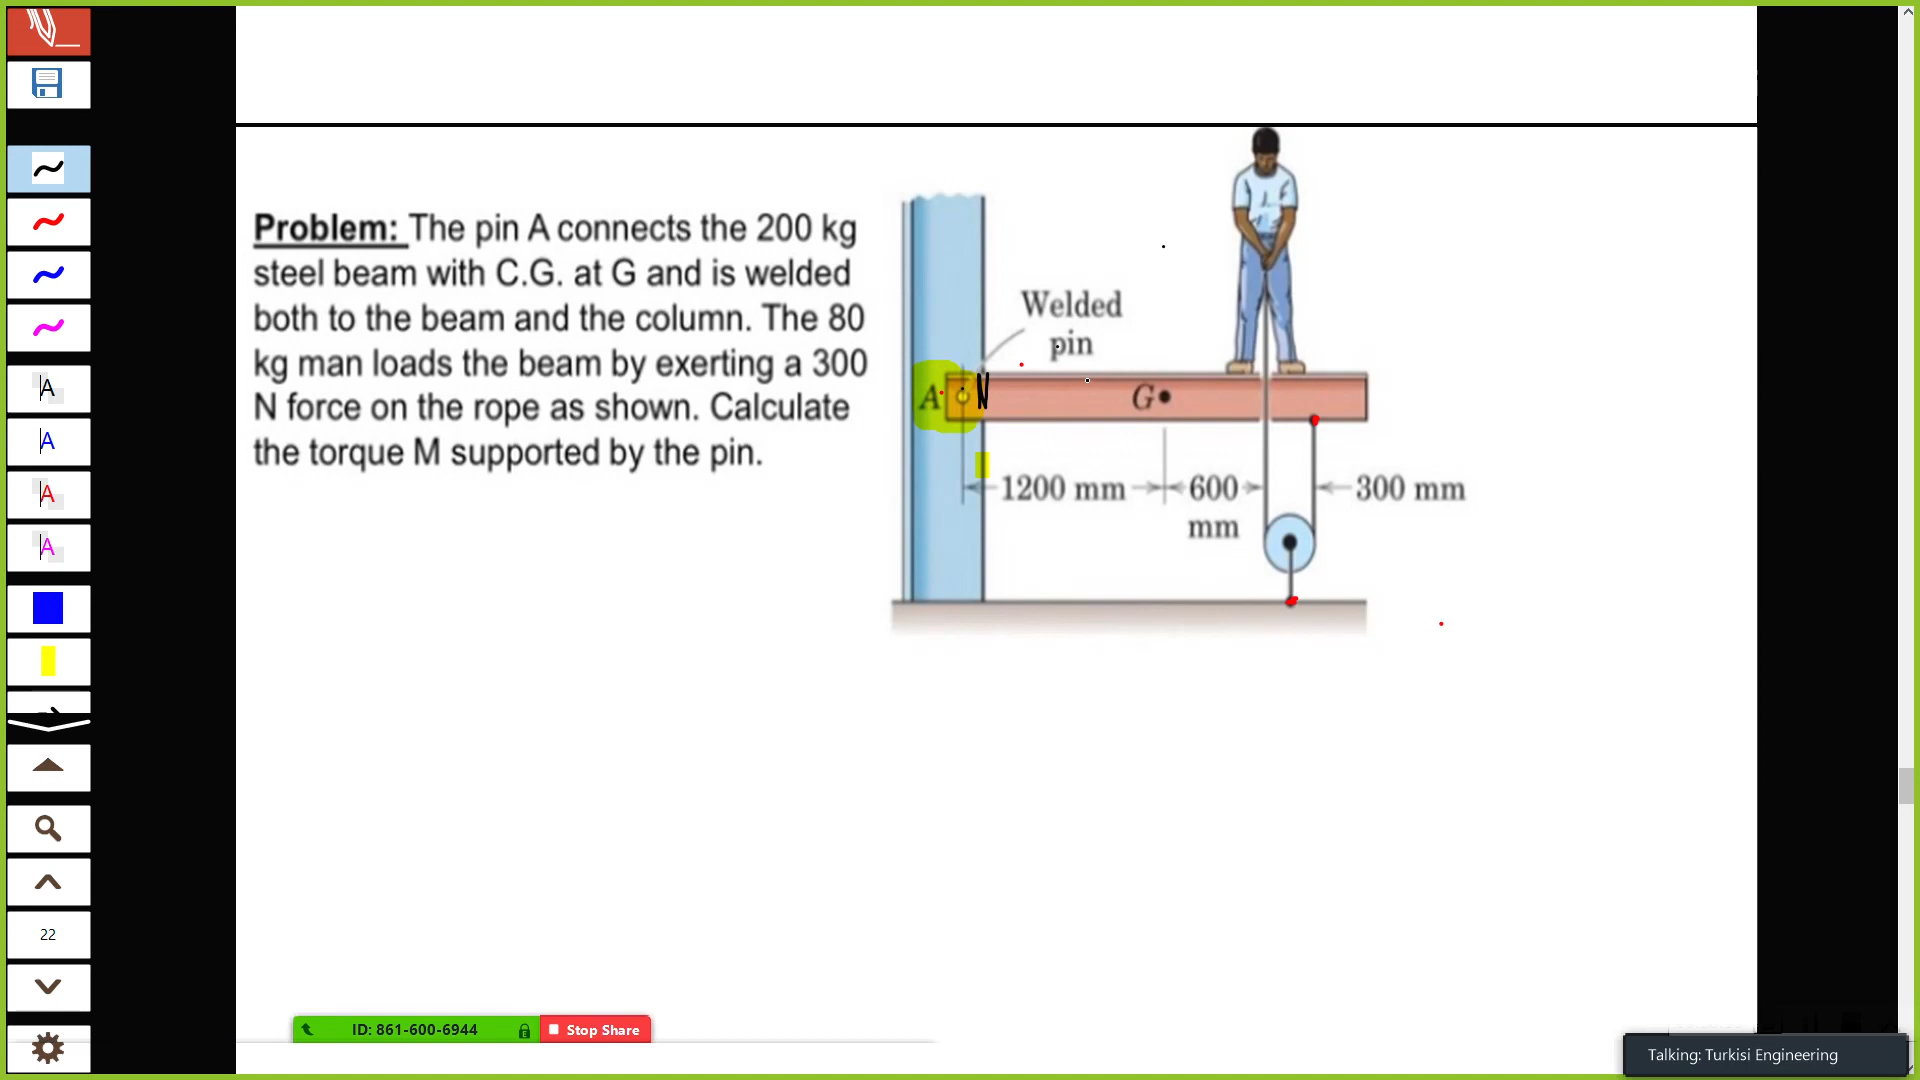 Problem: The pin A connects the 200 kg
steel beam with C.G. at G and is welded
both to the beam and the column. The 80
kg man loads the beam by exerting a 300
N force on the rope as shown. Calculate
the torque M supported by the pin.
Welded
pin
A
N
G
1200 mm
600
mm
300 mm
A
A
A
A
22
ID: 861-600-6944
Stop Share
Talking: Turkisi Engineering